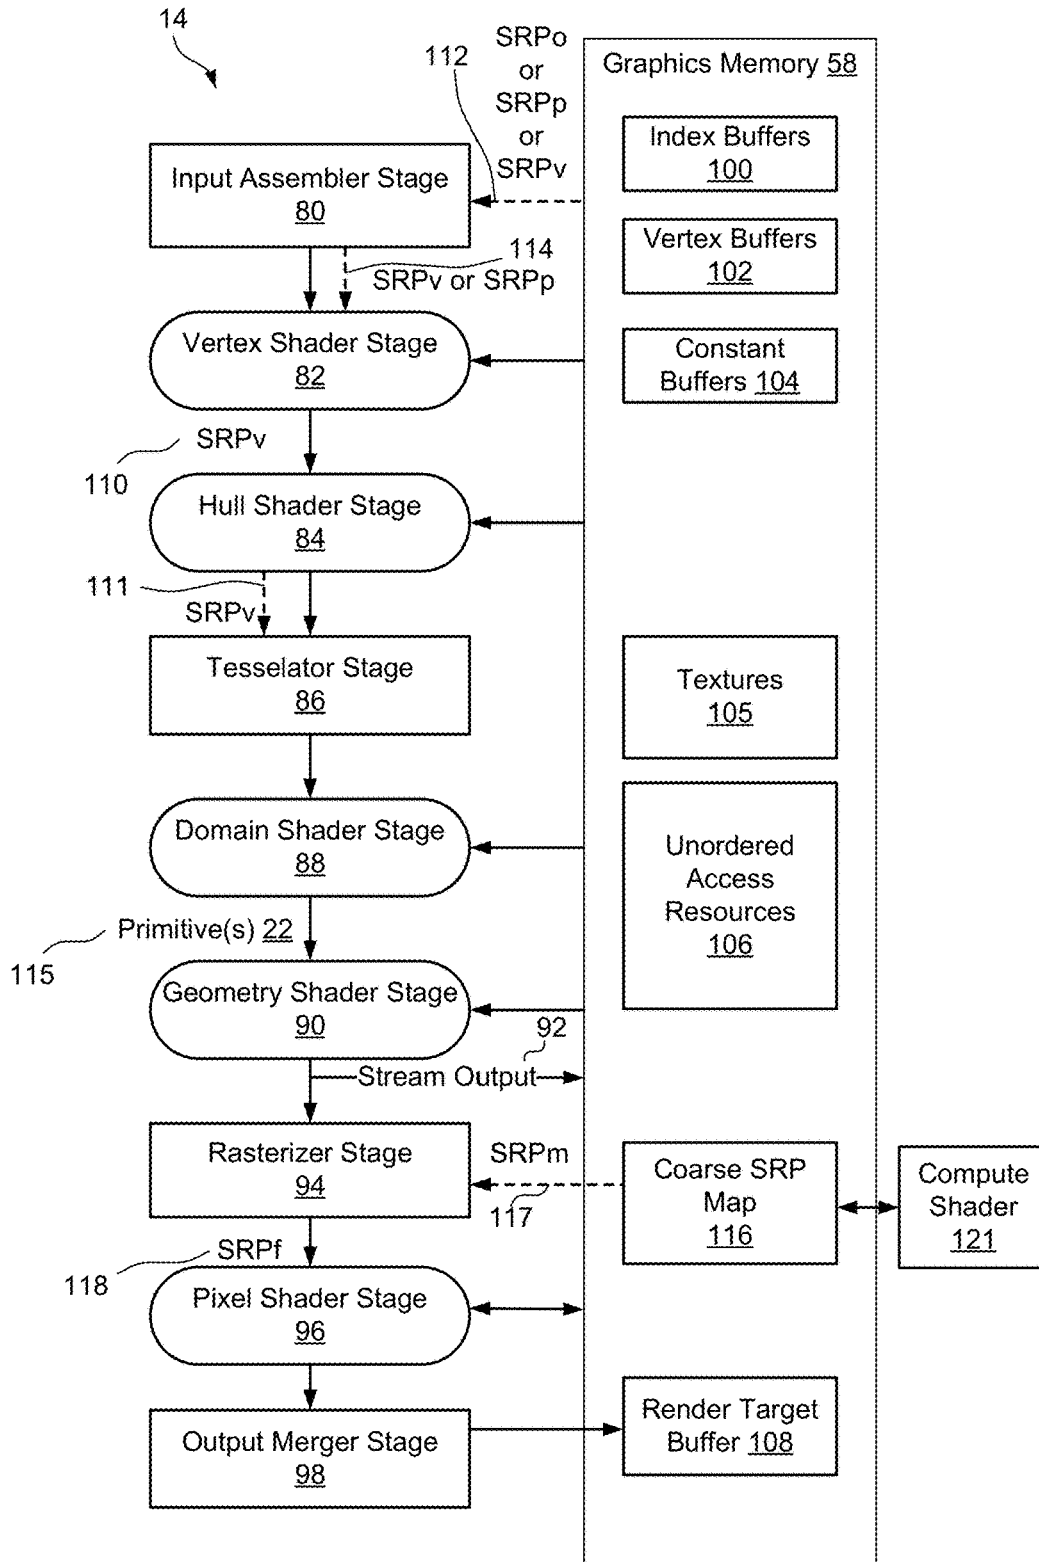 14
SRPo
or
SRPp
or
SRPv
112
Graphics Memory 58
Index Buffers
100
Input Assembler Stage
80
Vertex Buffers
102
114
SRPv or SRPp
Vertex Shader Stage
82
Constant
Buffers 104
SRPv
110
Hull Shader Stage
84
111
SRPv
Tesselator Stage
86
Textures
105
Domain Shader Stage
88
Unordered
Access
Resources
106
Primitive(s) 22
115
Geometry Shader Stage
90
92
Stream Output
Rasterizer Stage
94
SRPm
117
Coarse SRP
Map
116
Compute
Shader
121
SRPf
118
Pixel Shader Stage
96
Output Merger Stage
98
Render Target
Buffer 108